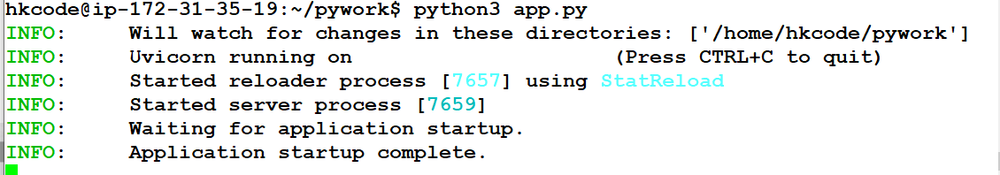 hkcode@ip-172-31-35-19:~/pywork$ python3 app.py
INFO:     Will watch for changes in these directories: ['/home/hkcode/pywork']
INFO:     Uvicorn running on (Press CTRL+C to quit)
INFO:     Started reloader process [7657] using StatReload
INFO:     Started server process [7659]
INFO:     Waiting for application startup.
INFO:     Application startup complete.